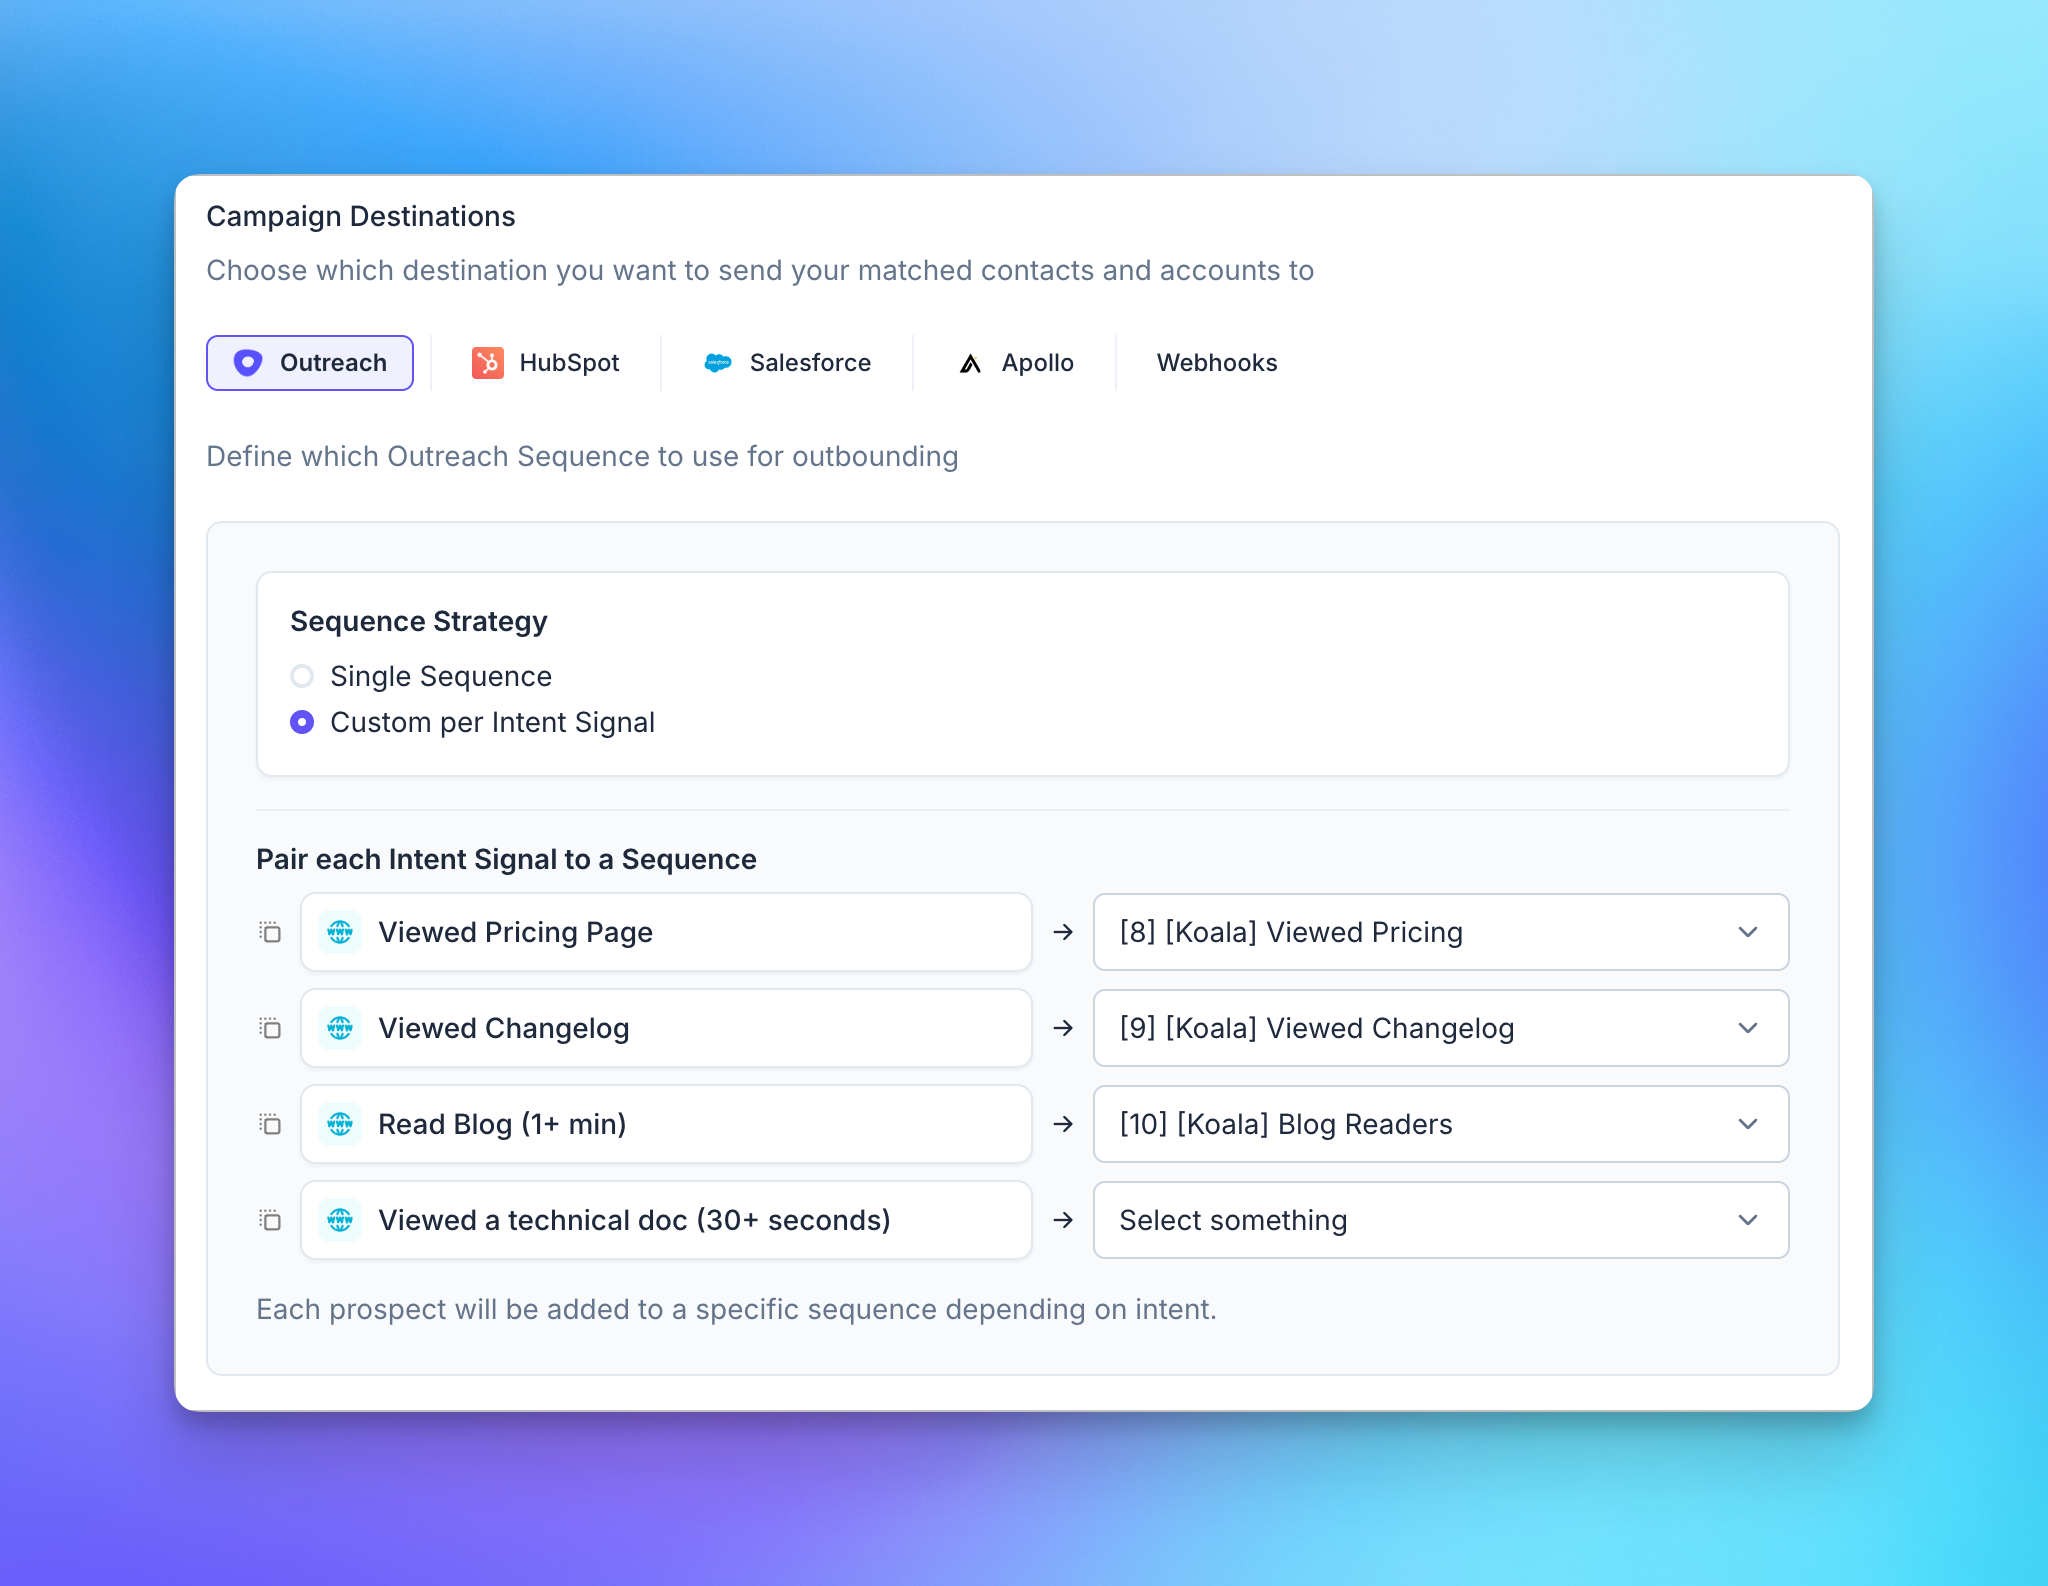 Campaign Destinations
Choose which destination you want to send your matched contacts and accounts to
Outreach HubSpot Salesforce Apollo Webhooks
Define which Outreach Sequence to use for outbounding
Sequence Strategy
Single Sequence
Custom per Intent Signal
Pair each Intent Signal to a Sequence
Viewed Pricing Page → [8] [Koala] Viewed Pricing
Viewed Changelog → [9] [Koala] Viewed Changelog
Read Blog (1+ min) → [10] [Koala] Blog Readers
Viewed a technical doc (30+ seconds) → Select something
Each prospect will be added to a specific sequence depending on intent.